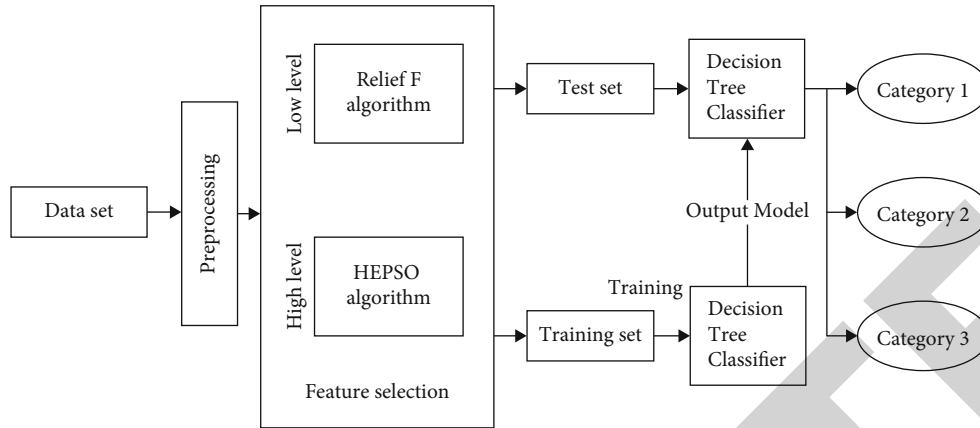 Data set
Preprocessing
Low level
Relief F
algorithm
High level
HEPSO
algorithm
Feature selection
Test set
Training set
Decision
Tree
Classifier
Output Model
Training
Decision
Tree
Classifier
Category 1
Category 2
Category 3